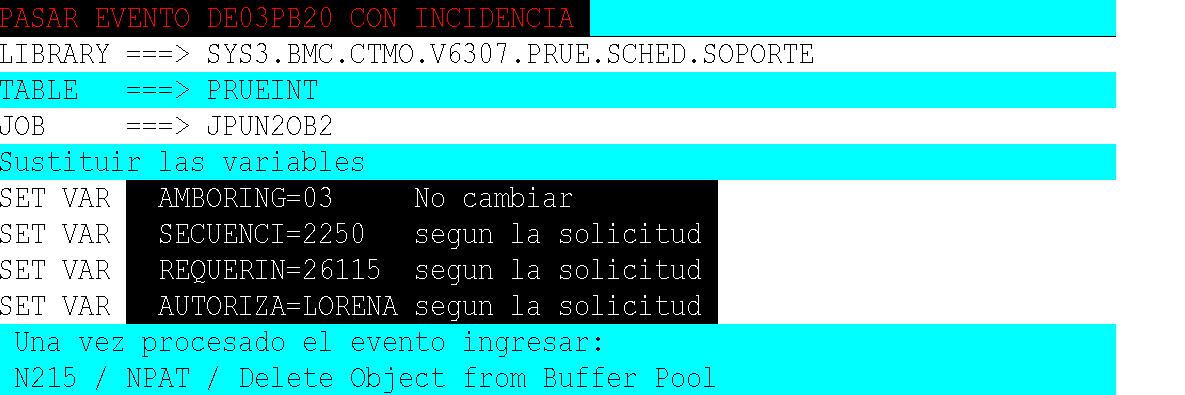 PASAR EVENTO DE03PB20 CON INCIDENCIA
LIBRARY ===> SYS3.BMC.CTMO.V6307.PRUE.SCHED.SOPORTE
TABLE   ===> PRUEINT
JOB     ===> JPUN2OB2
Sustituir las variables
SET VAR   AMBORING=03     No cambiar
SET VAR   SECUENCI=2250   segun la solicitud
SET VAR   REQUERIN=26115  segun la solicitud
SET VAR   AUTORIZA=LORENA segun la solicitud
Una vez procesado el evento ingresar:
N215 / NPAT / Delete Object from Buffer Pool